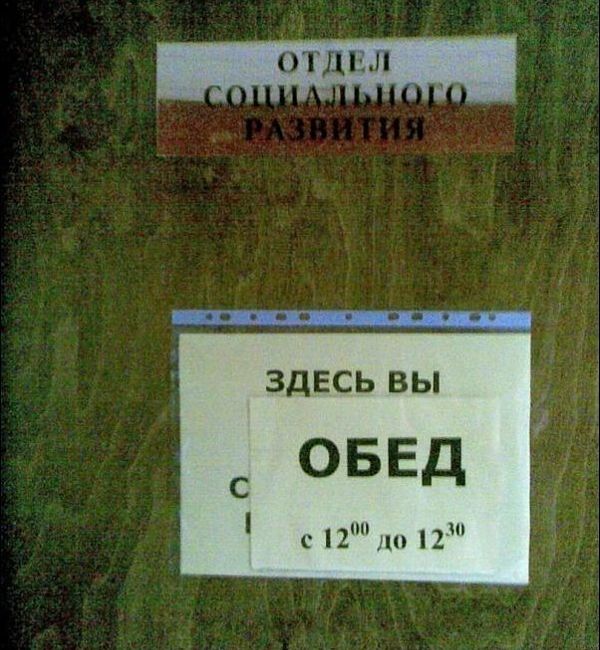 ОТДЕЛ
СОЦИАЛЬНОГО
РАЗВИТИЯ
ЗДЕСЬ ВЫ
ОБЕД
с 12⁰⁰ до 12³⁰